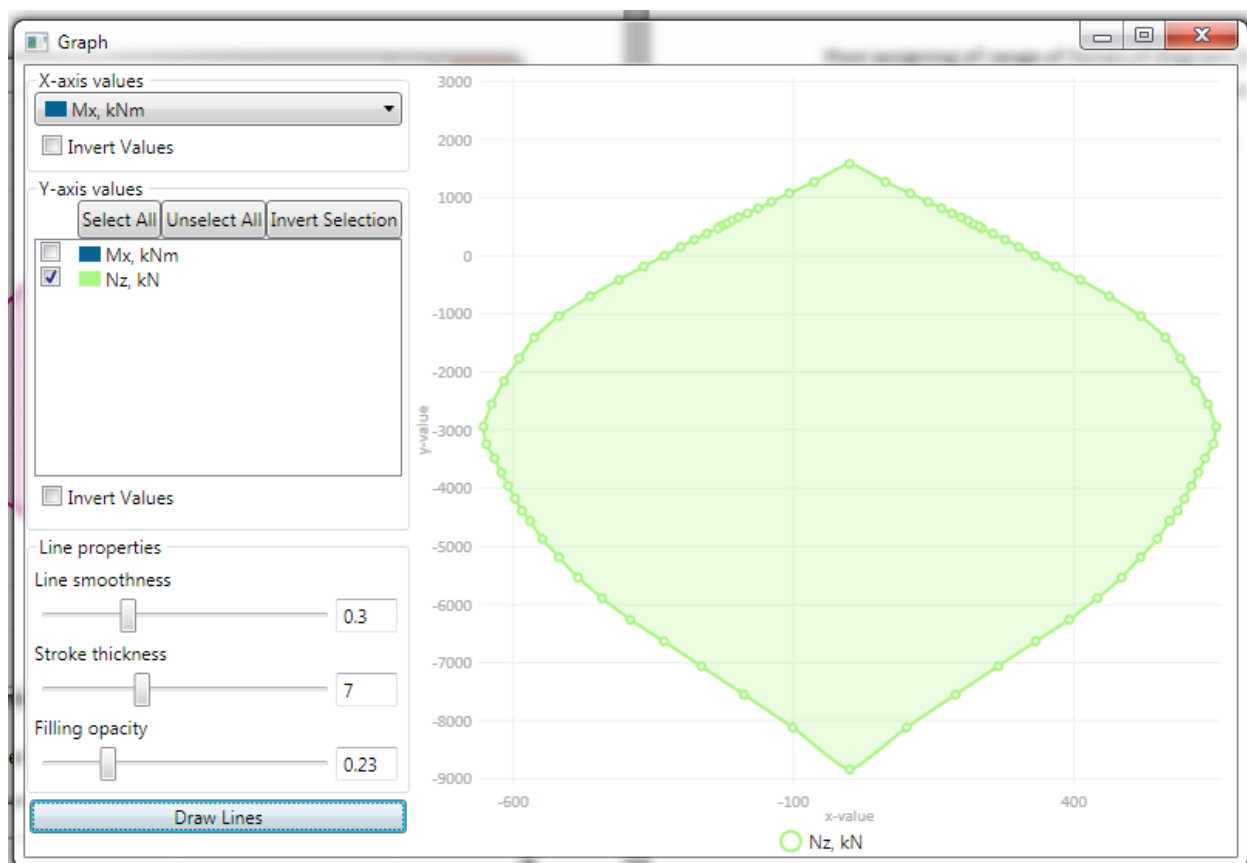 Graph
X-axis values
Mx, kNm
Invert Values
Y-axis values
Select All Unselect All Invert Selection
Mx, kNm
Nz, kN
Invert Values
Line properties
Line smoothness
0.3
Stroke thickness
7
Filling opacity
0.23
Draw Lines
3000
2000
1000
0
-1000
-2000
-3000
-4000
-5000
-6000
-7000
-8000
-9000
y-value
-600 -100 400
x-value
Nz, kN